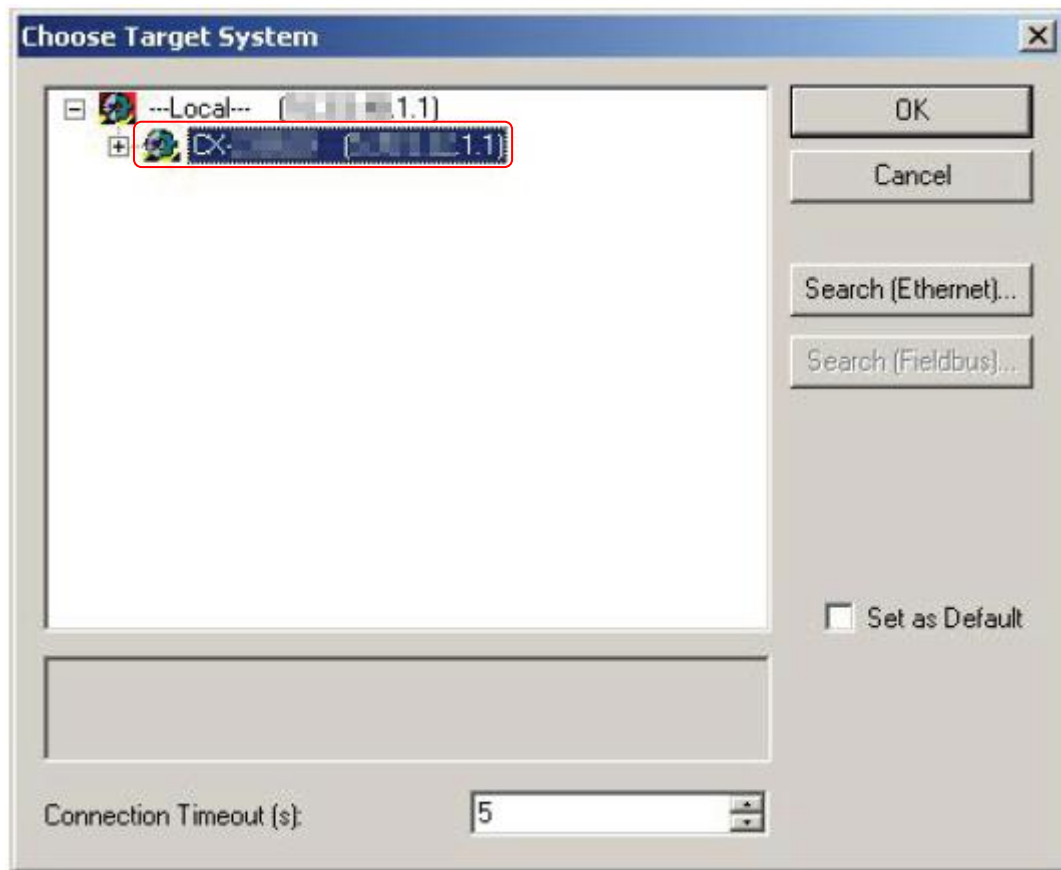 Choose Target System
---Local--- (.1.1)
CX- (.1.1)
OK
Cancel
Search (Ethernet)...
Search (Fieldbus)...
Set as Default
Connection Timeout (s):
5